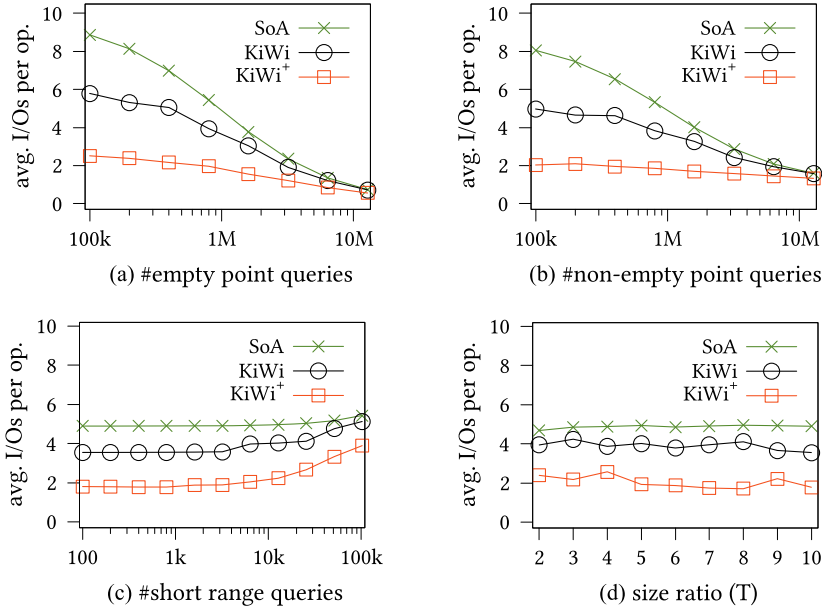 10
8
6
4
2
0
avg. I/Os per op.
SoA
KiWi
KiWi+
100k 1M 10M
(a) #empty point queries
10
8
6
4
2
0
avg. I/Os per op.
SoA
KiWi
KiWi+
100k 1M 10M
(b) #non-empty point queries
10
8
6
4
2
0
avg. I/Os per op.
SoA
KiWi
KiWi+
100 1k 10k 100k
(c) #short range queries
10
8
6
4
2
0
avg. I/Os per op.
SoA
KiWi
KiWi+
2 3 4 5 6 7 8 9 10
(d) size ratio (T)